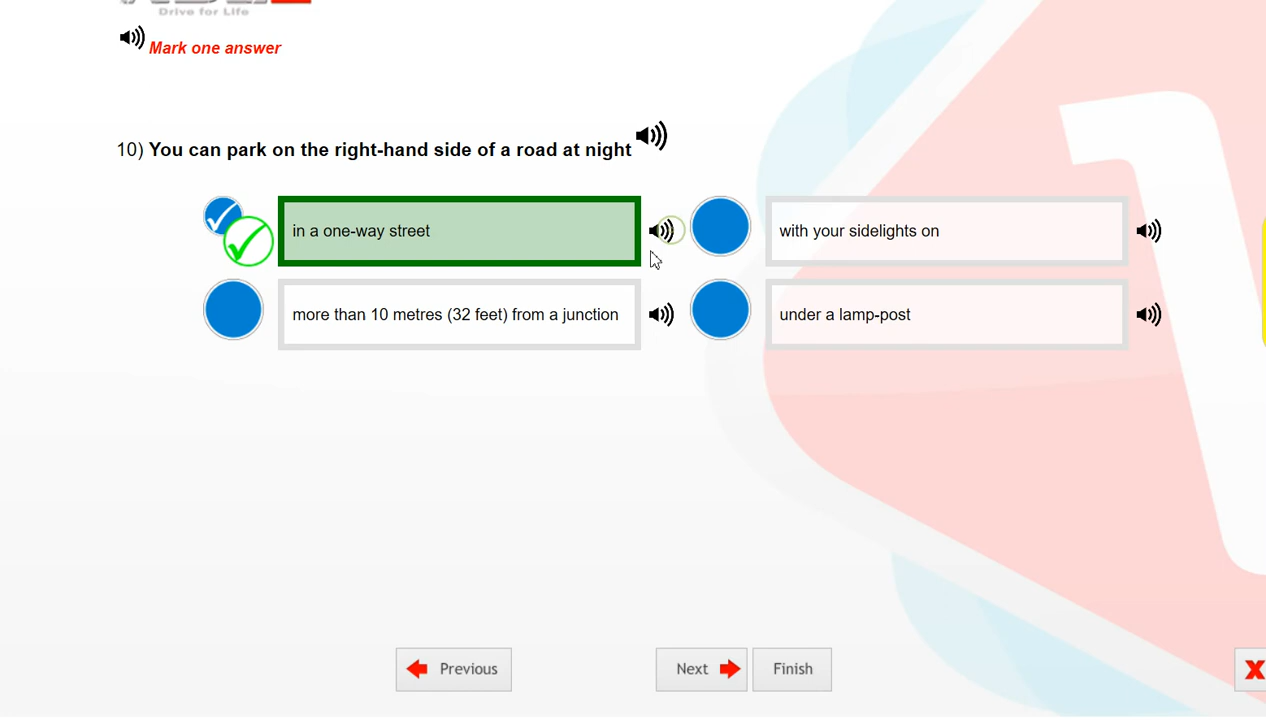 Drive for Life
Mark one answer
10) You can park on the right-hand side of a road at night
in a one-way street
with your sidelights on
more than 10 metres (32 feet) from a junction
under a lamp-post
Previous
Next
Finish
X